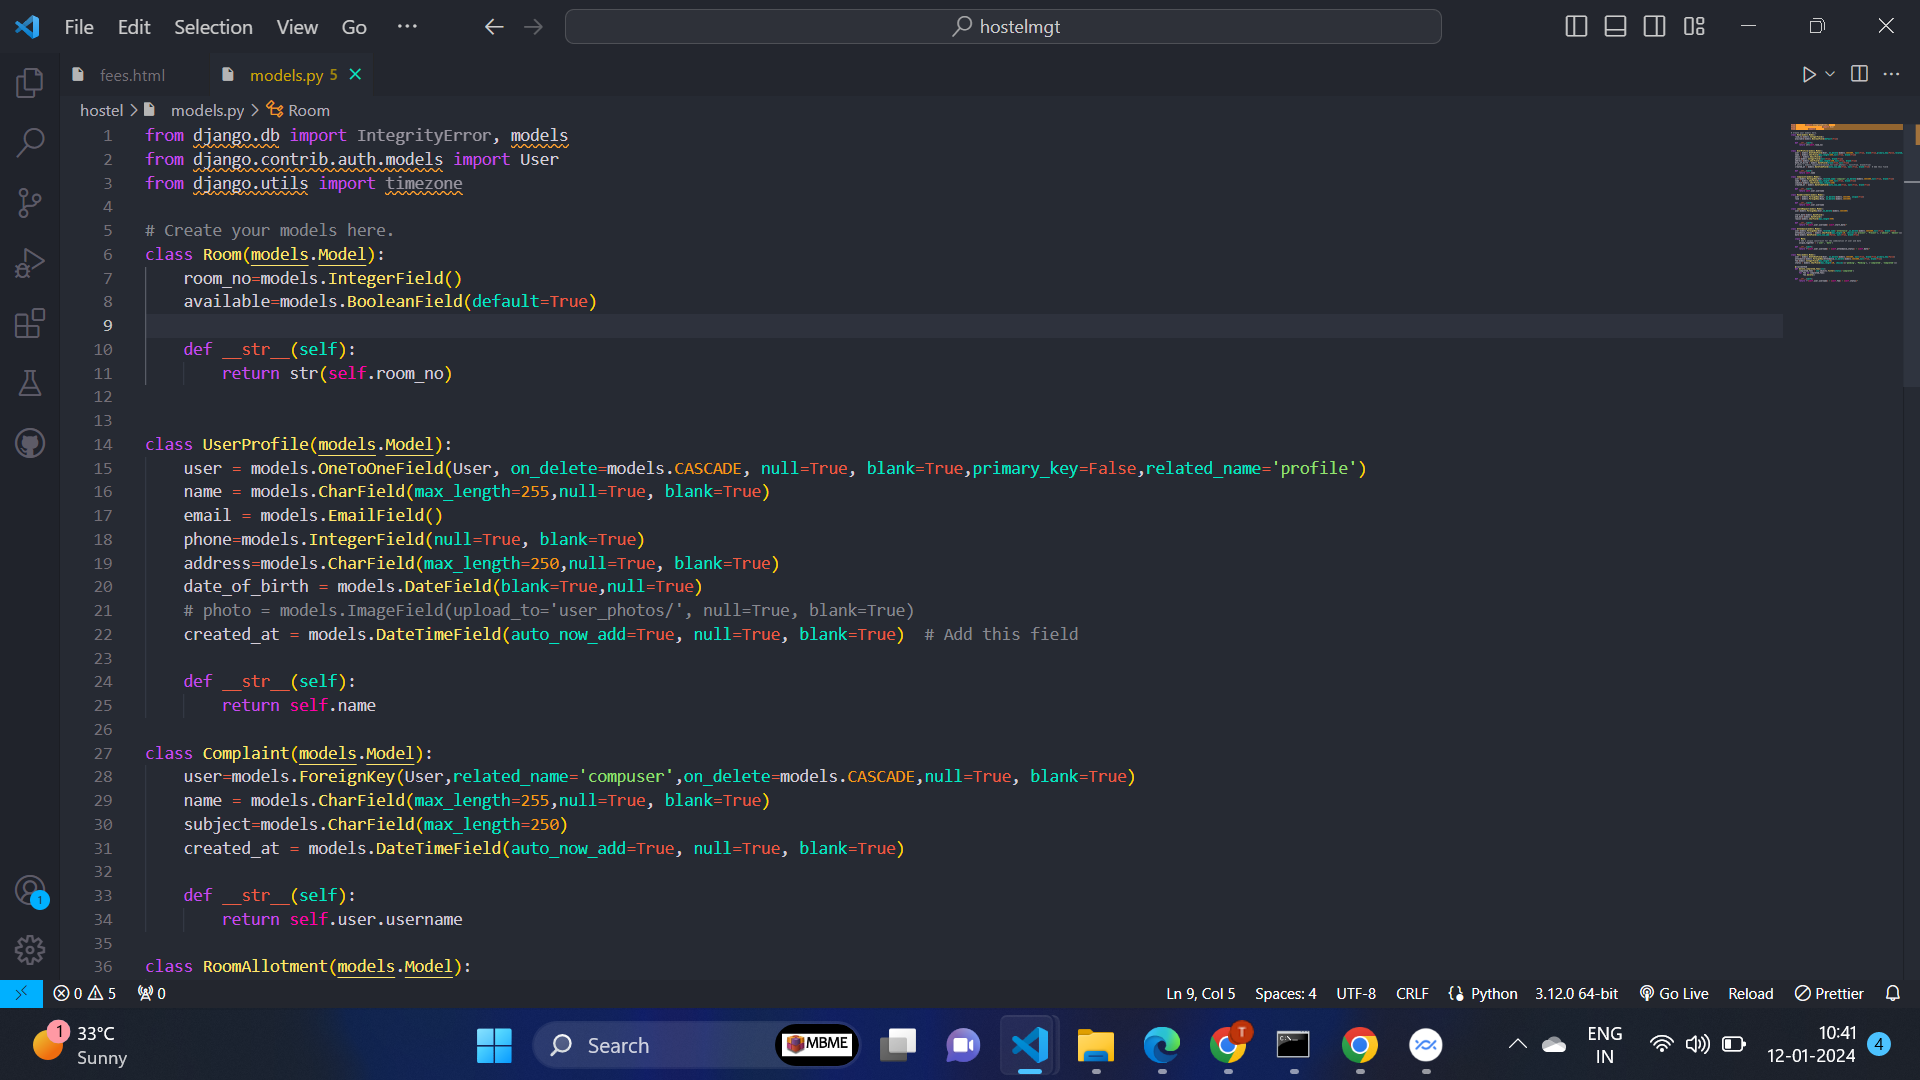 File Edit Selection View Go ··· hostelmgt
fees.html models.py 5
hostel > models.py > Room
1 from django.db import IntegrityError, models
2 from django.contrib.auth.models import User
3 from django.utils import timezone
4
5 # Create your models here.
6 class Room(models.Model):
7 room_no=models.IntegerField()
8 available=models.BooleanField(default=True)
9
10 def __str__(self):
11 return str(self.room_no)
12
13
14 class UserProfile(models.Model):
15 user = models.OneToOneField(User, on_delete=models.CASCADE, null=True, blank=True,primary_key=False,related_name='profile')
16 name = models.CharField(max_length=255,null=True, blank=True)
17 email = models.EmailField()
18 phone=models.IntegerField(null=True, blank=True)
19 address=models.CharField(max_length=250,null=True, blank=True)
20 date_of_birth = models.DateField(blank=True,null=True)
21 # photo = models.ImageField(upload_to='user_photos/', null=True, blank=True)
22 created_at = models.DateTimeField(auto_now_add=True, null=True, blank=True)  # Add this field
23
24 def __str__(self):
25 return self.name
26
27 class Complaint(models.Model):
28 user=models.ForeignKey(User,related_name='compuser',on_delete=models.CASCADE,null=True, blank=True)
29 name = models.CharField(max_length=255,null=True, blank=True)
30 subject=models.CharField(max_length=250)
31 created_at = models.DateTimeField(auto_now_add=True, null=True, blank=True)
32
33 def __str__(self):
34 return self.user.username
35
36 class RoomAllotment(models.Model):
1
0 5 0 Ln 9, Col 5 Spaces: 4 UTF-8 CRLF Python 3.12.0 64-bit Go Live Reload Prettier
1 33°C Search MBME T ENG 10:41
Sunny IN 12-01-2024 4